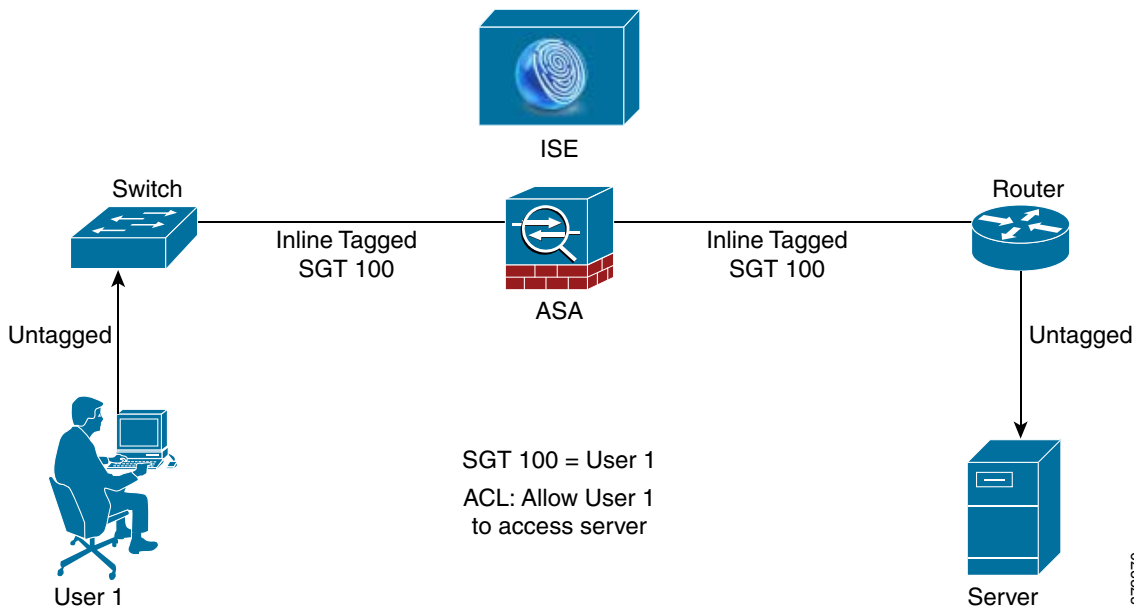 ISE
Switch
Router
Inline Tagged
SGT 100
Inline Tagged
SGT 100
ASA
Untagged
Untagged
SGT 100 = User 1
ACL: Allow User 1
to access server
User 1
Server